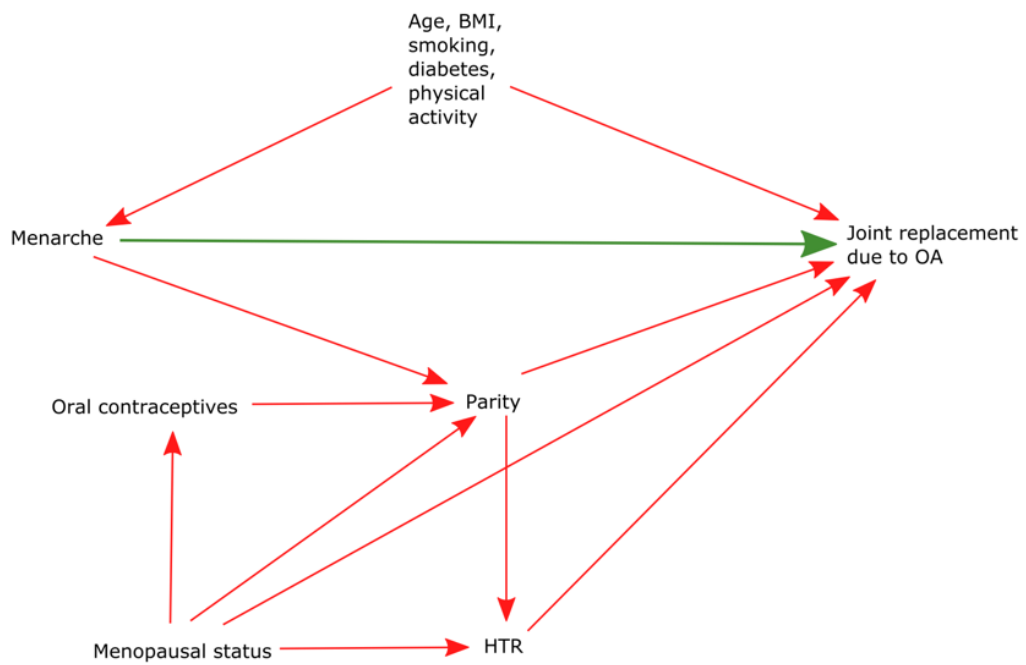 Age, BMI,
smoking,
diabetes,
physical
activity
Menarche
Joint replacement
due to OA
Oral contraceptives
Parity
Menopausal status
HTR